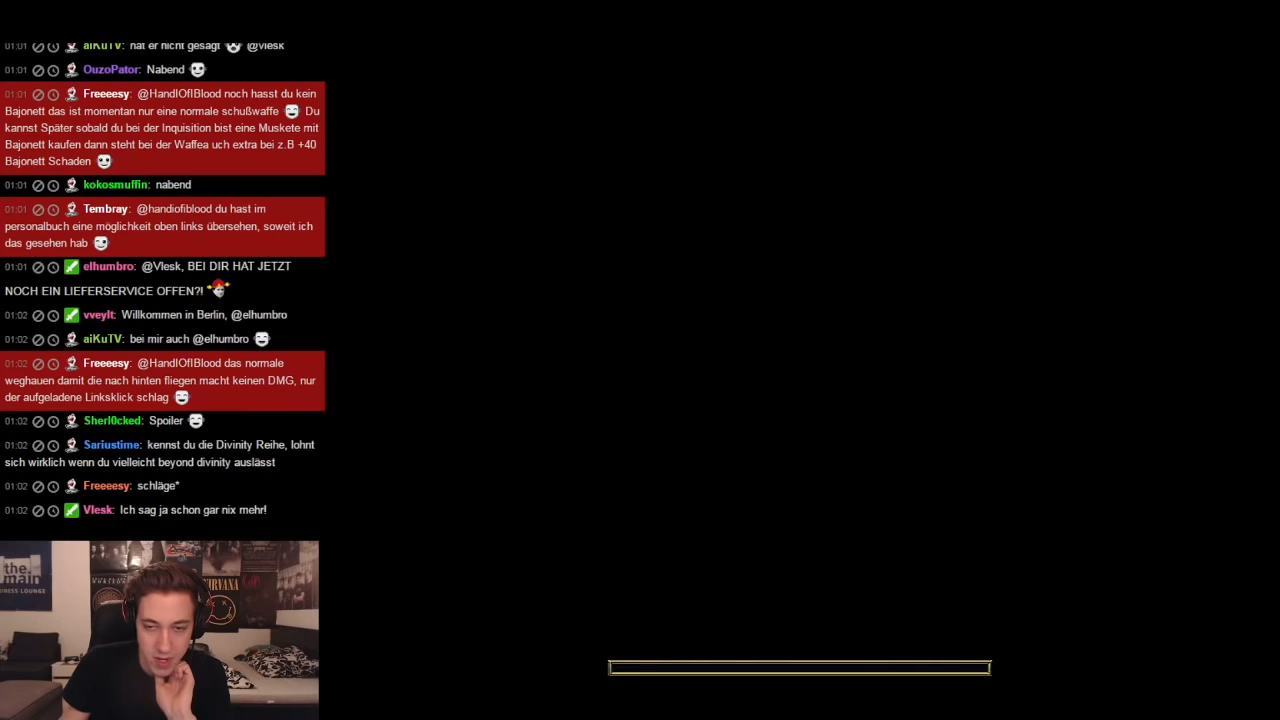 01:01 aiKuTV: hat er nicht gesagt @vlesk
01:01 OuzoPator: Nabend
01:01 Freeeesy: @HandIOfIBlood noch hasst du kein
Bajonett das ist momentan nur eine normale schußwaffe Du
kannst Später sobald du bei der Inquisition bist eine Muskete mit
Bajonett kaufen dann steht bei der Waffea uch extra bei z.B +40
Bajonett Schaden
01:01 kokosmuffin: nabend
01:01 Tembray: @handiofiblood du hast im
personalbuch eine möglichkeit oben links übersehen, soweit ich
das gesehen hab
01:01 elhumbro: @Vlesk, BEI DIR HAT JETZT
NOCH EIN LIEFERSERVICE OFFEN?!
01:02 vveylt: Willkommen in Berlin, @elhumbro
01:02 aiKuTV: bei mir auch @elhumbro
01:02 Freeeesy: @HandIOfIBlood das normale
weghauen damit die nach hinten fliegen macht keinen DMG, nur
der aufgeladene Linksklick schlag
01:02 Sherl0cked: Spoiler
01:02 Sariustime: kennst du die Divinity Reihe, lohnt
sich wirklich wenn du vielleicht beyond divinity auslässt
01:02 Freeeesy: schläge*
01:02 Vlesk: Ich sag ja schon gar nix mehr!
the.
main
NESS LOUNGE
NIRVANA